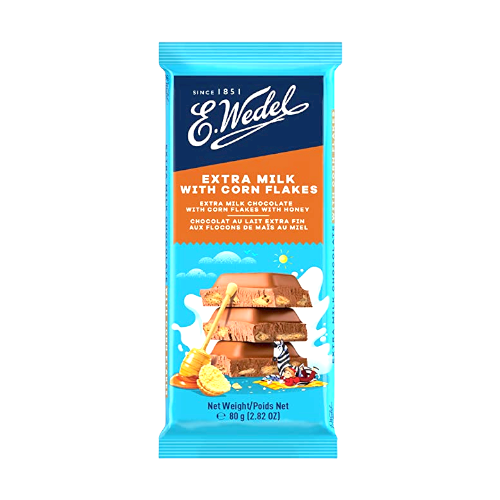 SINCE 1851
E.Wedel
EXTRA MILK
WITH CORN FLAKES
EXTRA MILK CHOCOLATE
WITH CORN FLAKES WITH HONEY
CHOCOLAT AU LAIT EXTRA FIN
AUX FLOCONS DE MAÏS AU MIEL
Net Weight/Poids Net
℮ 80 g (2.82 OZ)